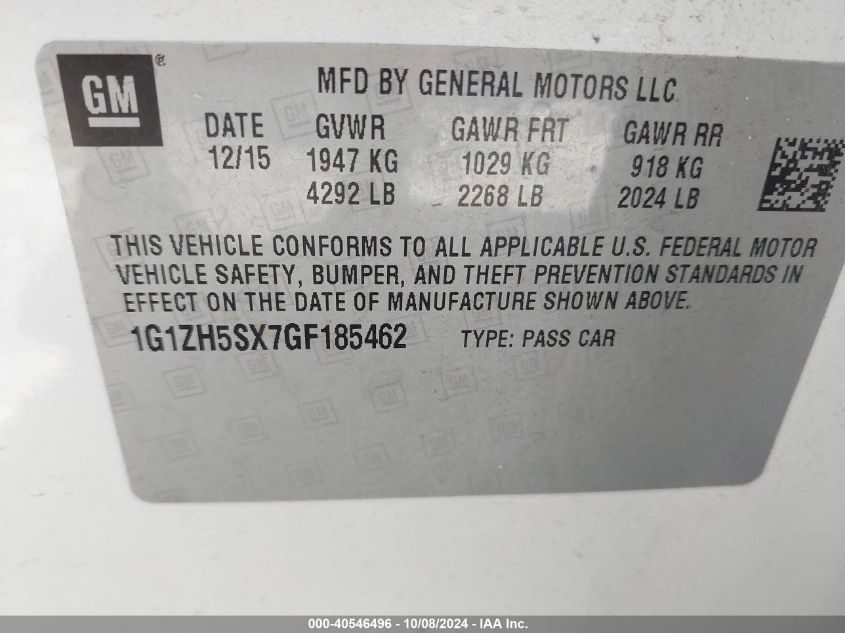 GM®
MFD BY GENERAL MOTORS LLC
DATE GVWR GAWR FRT GAWR RR
12/15 1947 KG 1029 KG 918 KG
4292 LB 2268 LB 2024 LB
THIS VEHICLE CONFORMS TO ALL APPLICABLE U.S. FEDERAL MOTOR
VEHICLE SAFETY, BUMPER, AND THEFT PREVENTION STANDARDS IN
EFFECT ON THE DATE OF MANUFACTURE SHOWN ABOVE.
1G1ZH5SX7GF185462 TYPE: PASS CAR
000-40546496 - 10/08/2024 - IAA Inc.